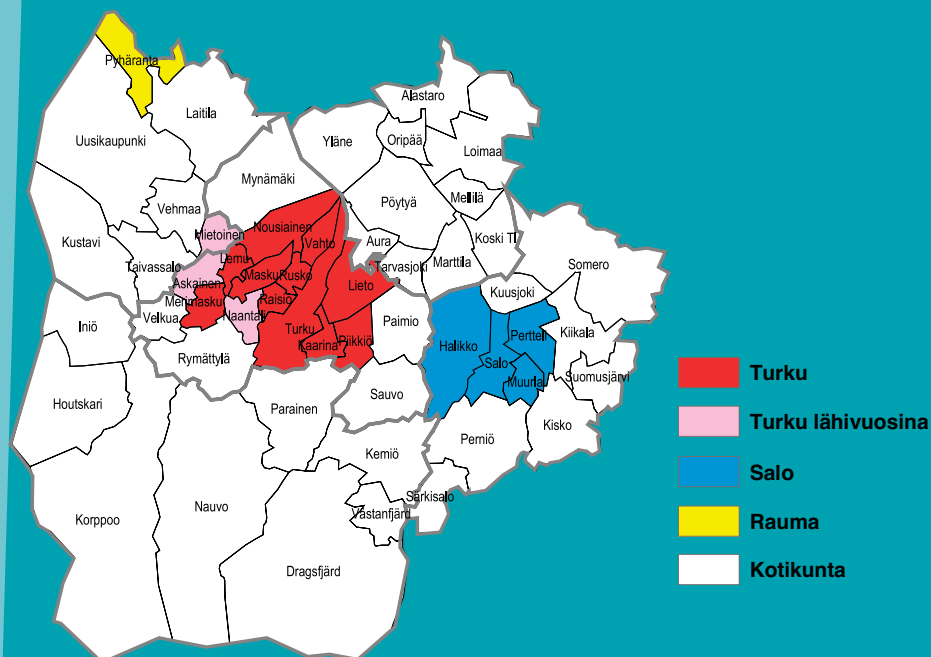 Pyhäranta
Alastaro
Laitila
Uusikaupunki
Yläne
Oripää
Loimaa
Mynämäki
Mellilä
Pöytyä
Vehmaa
Kustavi
Hietoinen
Nousiainen
Vahto
Aura
Koski Tl
Taivassalo
Lemu
Tarvasjoki
Marttila
Somero
Askainen
Masku
Rusko
Lieto
Merimasku
Raisio
Kuusjoki
Velkua
Naantali
Iniö
Turku
Kaarina
Piikkiö
Paimio
Halikko
Pertteli
Kiikala
Rymättylä
Salo
Muurla
Suomusjärvi
Houtskari
Parainen
Sauvo
Kisko
Perniö
Kemiö
Korppoo
Nauvo
Särkisalo
Västanfjärd
Dragsfjärd
Turku
Turku lähivuosina
Salo
Rauma
Kotikunta